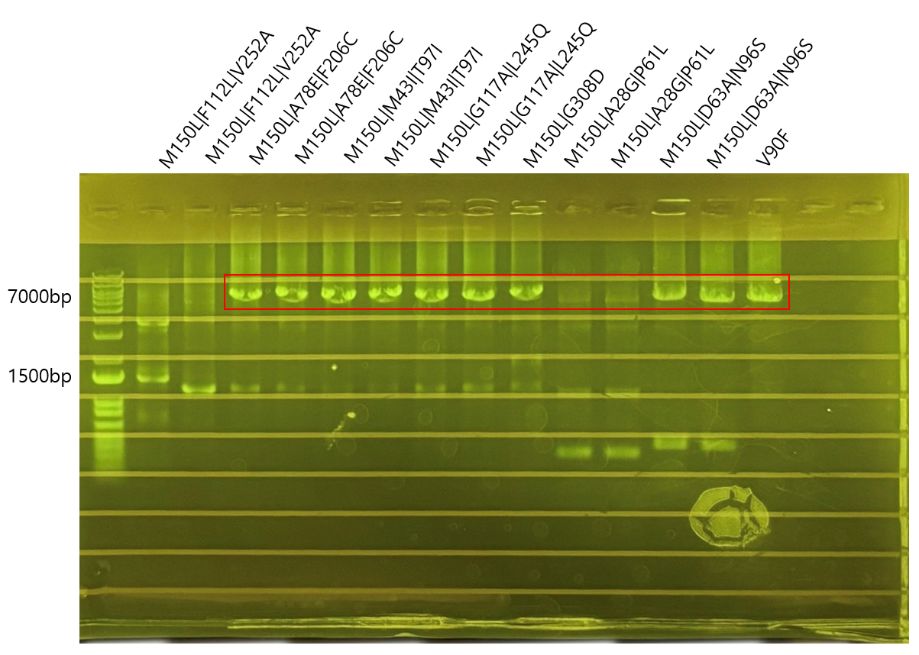 M150L|F112L|V252A
M150L|F112L|V252A
M150L|A78E|F206C
M150L|A78E|F206C
M150L|M43I|T97I
M150L|M43I|T97I
M150L|G117A|L245Q
M150L|G117A|L245Q
M150L|G308D
M150L|A28G|P61L
M150L|A28G|P61L
M150L|D63A|N96S
M150L|D63A|N96S
V90F
7000bp
1500bp